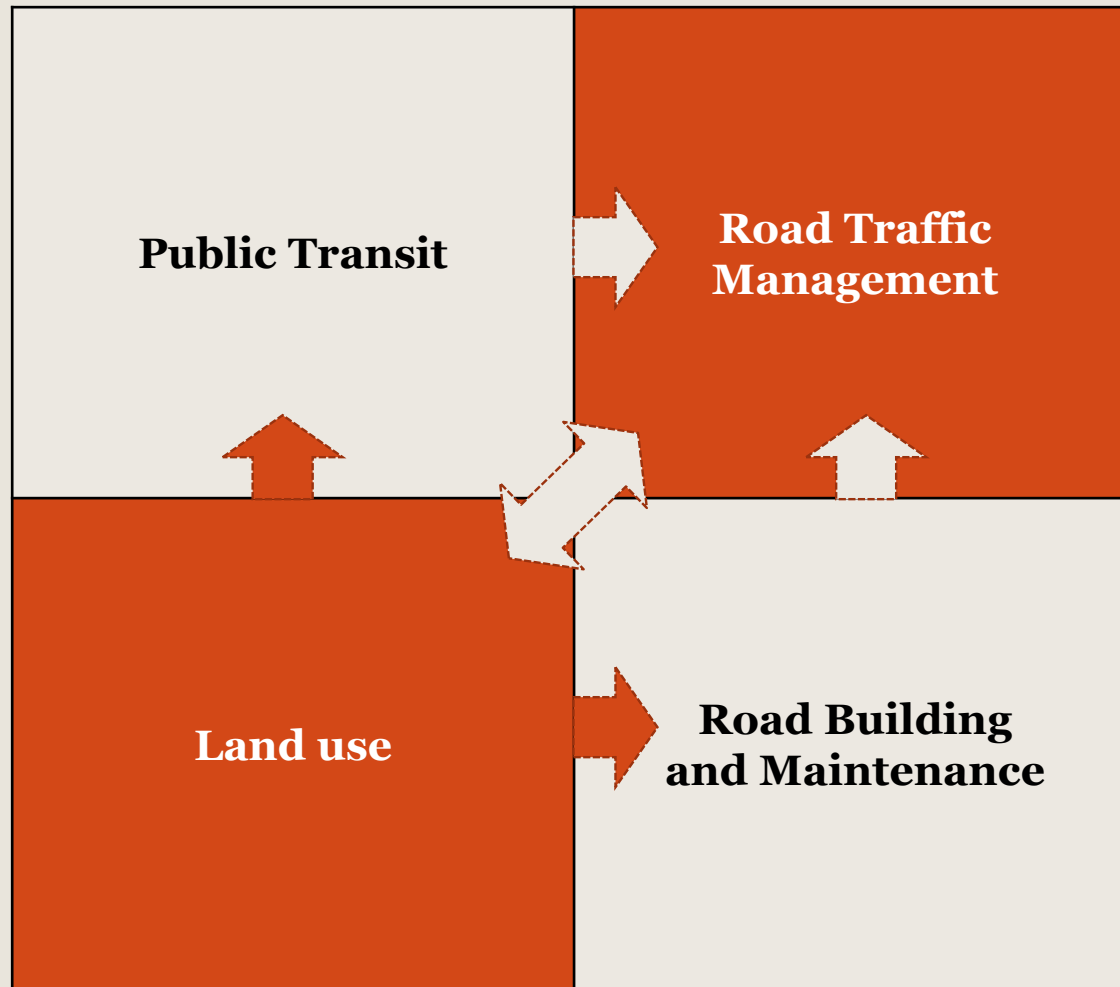 Public Transit
Road Traffic
Management
Land use
Road Building
and Maintenance